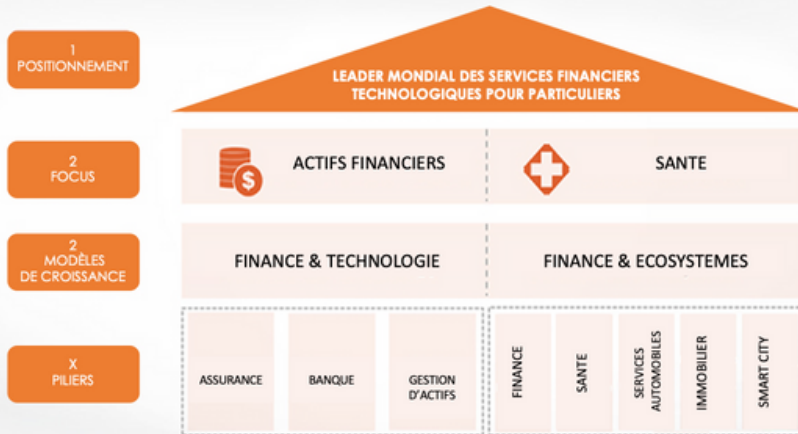 1
POSITIONNEMENT
LEADER MONDIAL DES SERVICES FINANCIERS
TECHNOLOGIQUES POUR PARTICULIERS
2
FOCUS
$
ACTIFS FINANCIERS
SANTE
2
MODÈLES
DE CROISSANCE
FINANCE & TECHNOLOGIE
FINANCE & ECOSYSTEMES
X
PILIERS
ASSURANCE
BANQUE
GESTION
D'ACTIFS
FINANCE
SANTE
SERVICES
AUTOMOBILES
IMMOBILIER
SMART CITY